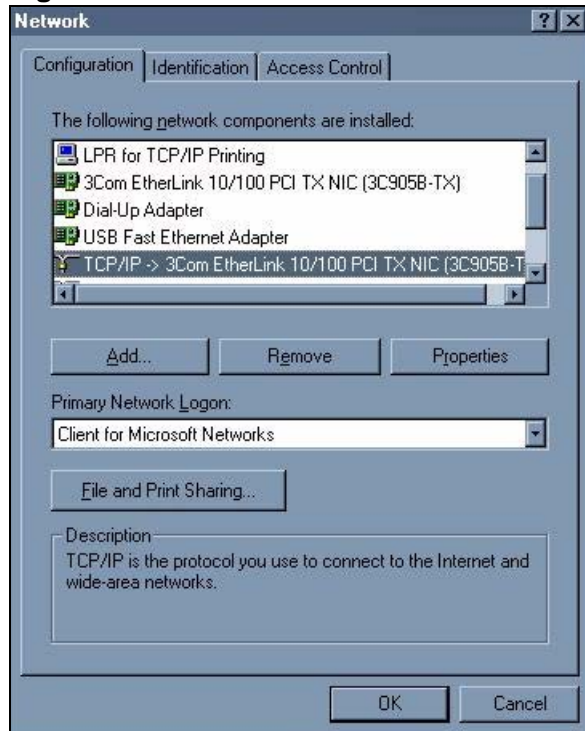 Network
Configuration
Identification
Access Control
The following network components are installed:
LPR for TCP/IP Printing
3Com EtherLink 10/100 PCI TX NIC (3C905B-TX)
Dial-Up Adapter
USB Fast Ethernet Adapter
TCP/IP -> 3Com EtherLink 10/100 PCI TX NIC (3C905B-T
Add...
Remove
Properties
Primary Network Logon:
Client for Microsoft Networks
File and Print Sharing...
Description
TCP/IP is the protocol you use to connect to the Internet and
wide-area networks.
OK
Cancel